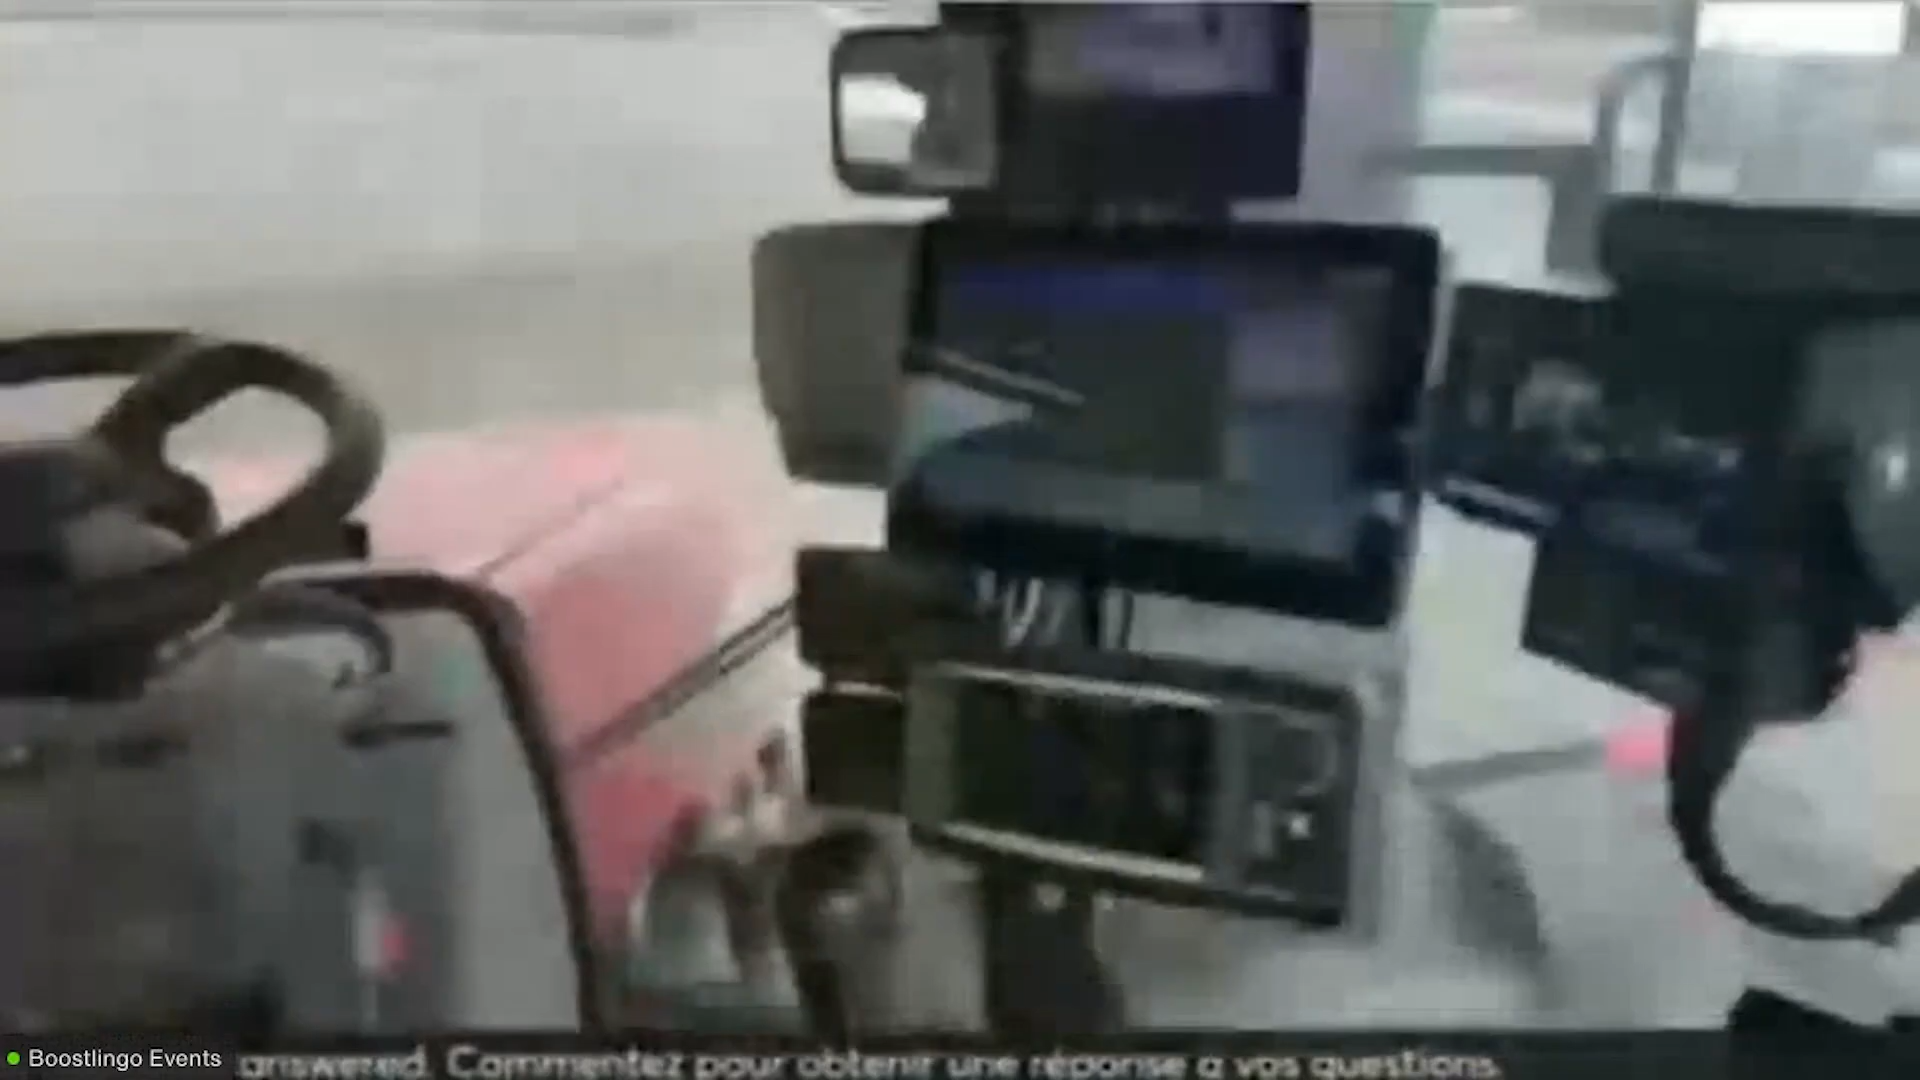 Boostlingo Events
answered. Commentez pour obtenir une réponse a vos questions.